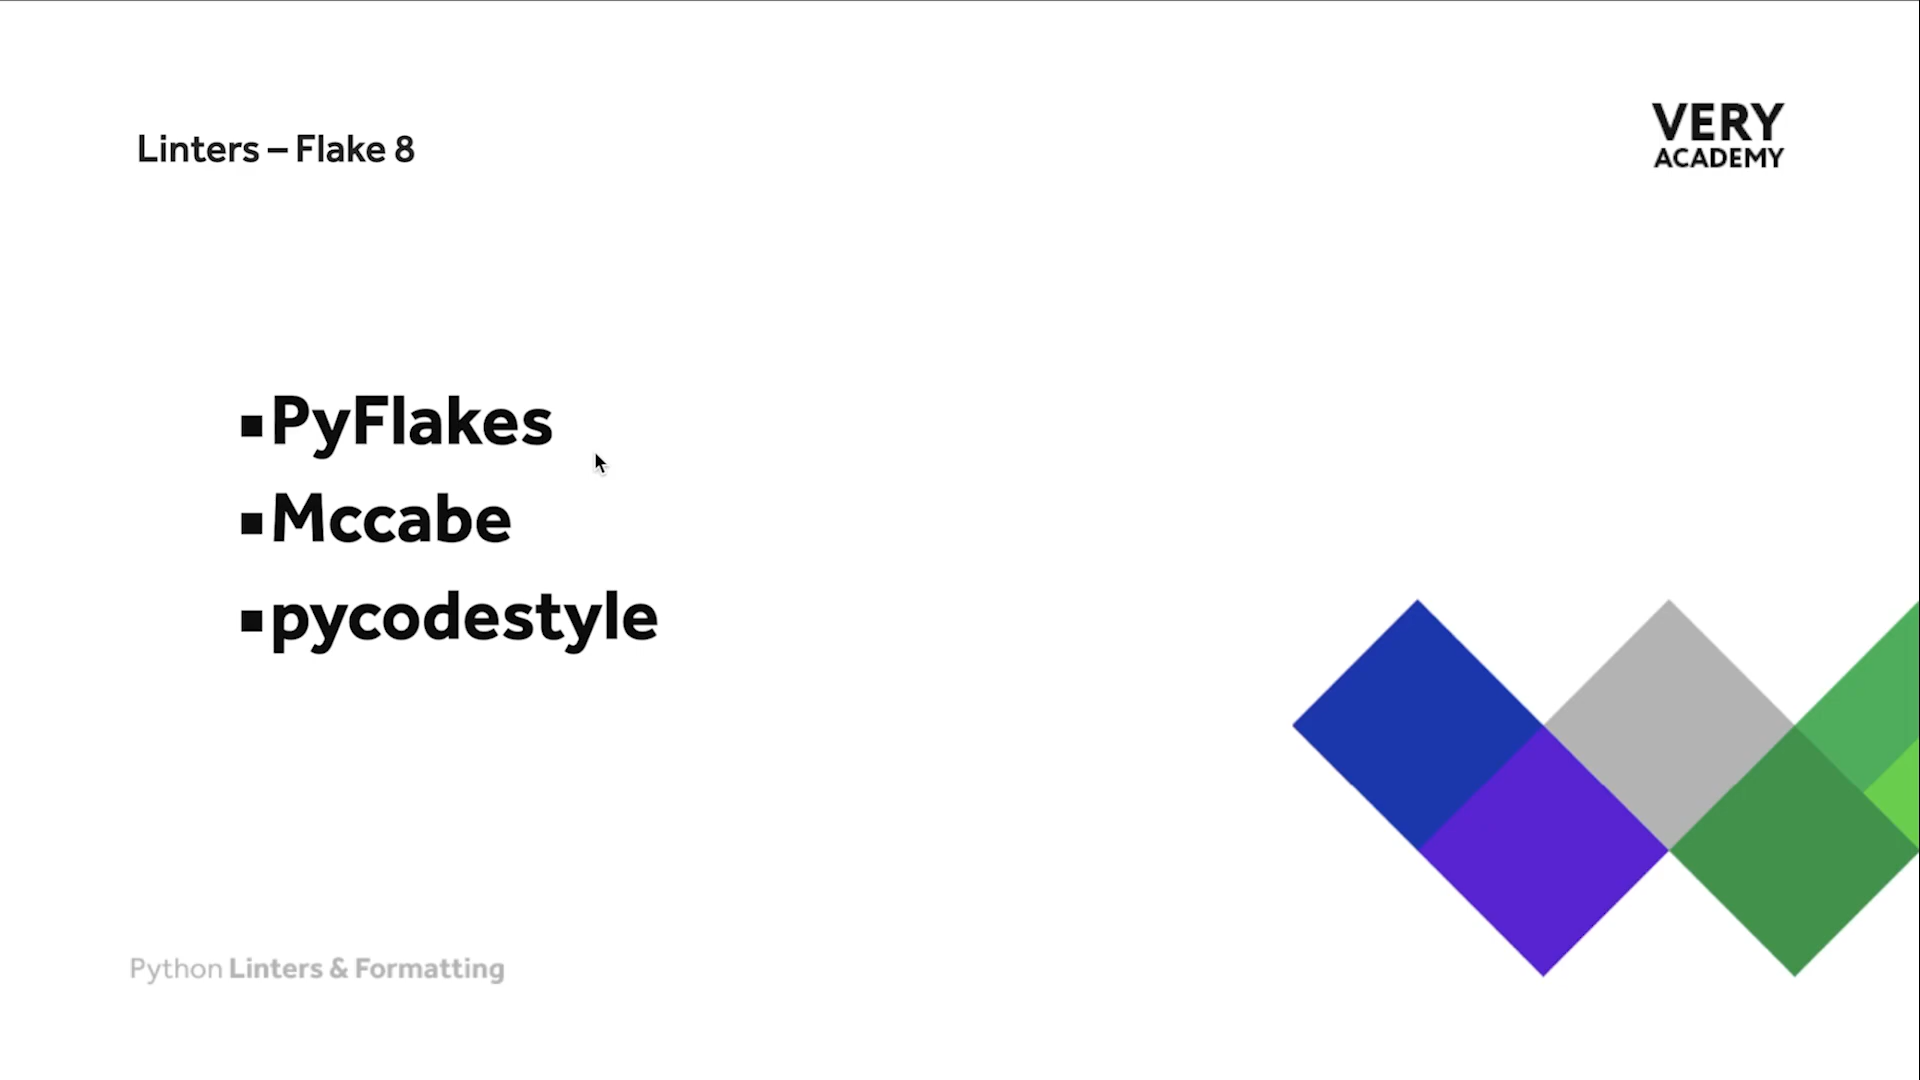 Linters – Flake 8
VERY
ACADEMY
▪PyFlakes
▪Mccabe
▪pycodestyle
Python Linters & Formatting